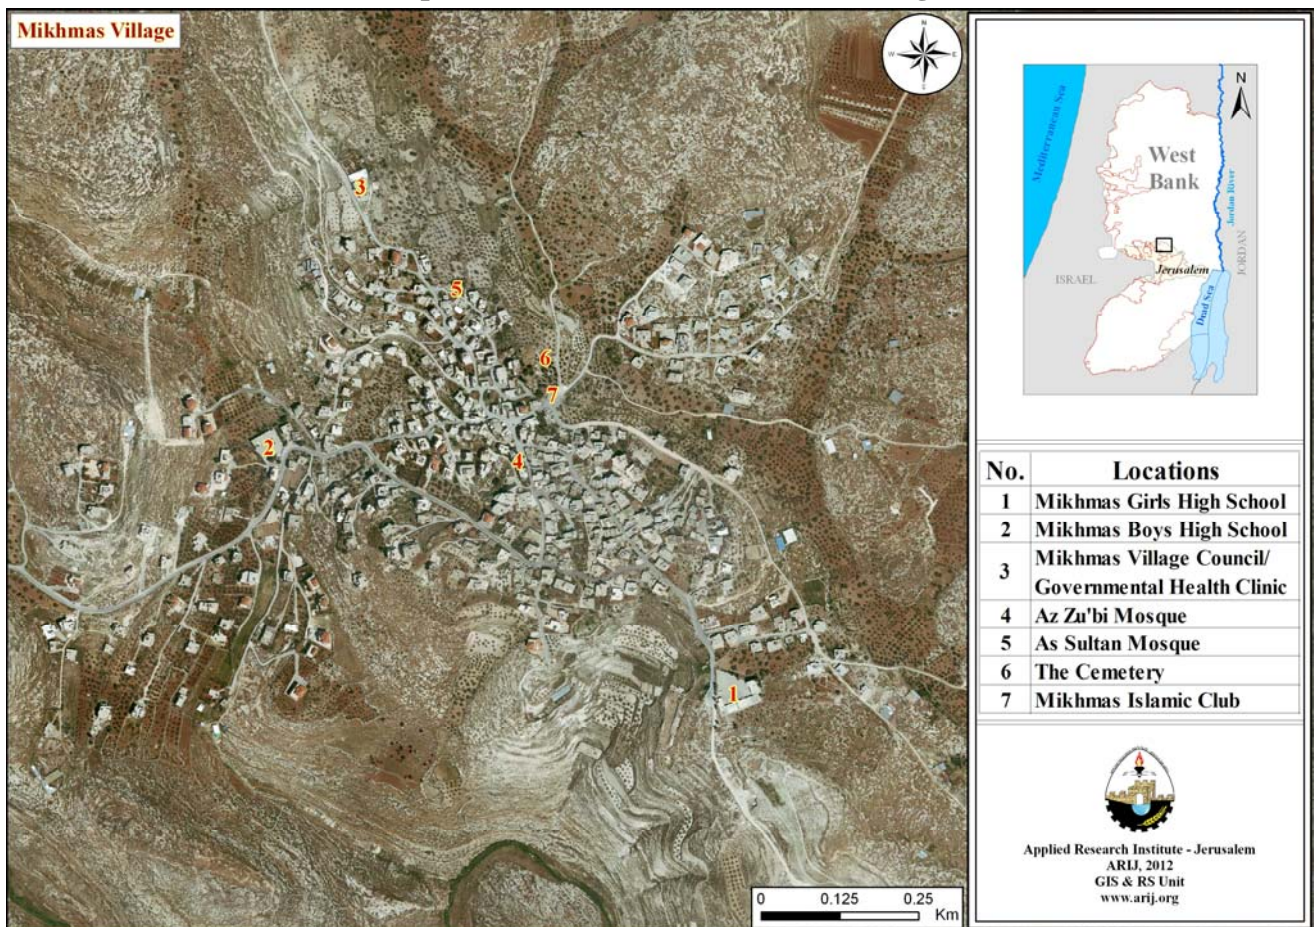 Mikhmas Village
N
W
E
S
3
5
6
7
2
4
1
0
0.125
0.25
Km
N
Mediterranean Sea
West
Bank
Jordan River
JORDAN
Jerusalem
ISRAEL
Dead Sea
No.
Locations
1
Mikhmas Girls High School
2
Mikhmas Boys High School
3
Mikhmas Village Council/
Governmental Health Clinic
4
Az Zu'bi Mosque
5
As Sultan Mosque
6
The Cemetery
7
Mikhmas Islamic Club
Applied Research Institute - Jerusalem
ARIJ, 2012
GIS & RS Unit
www.arij.org